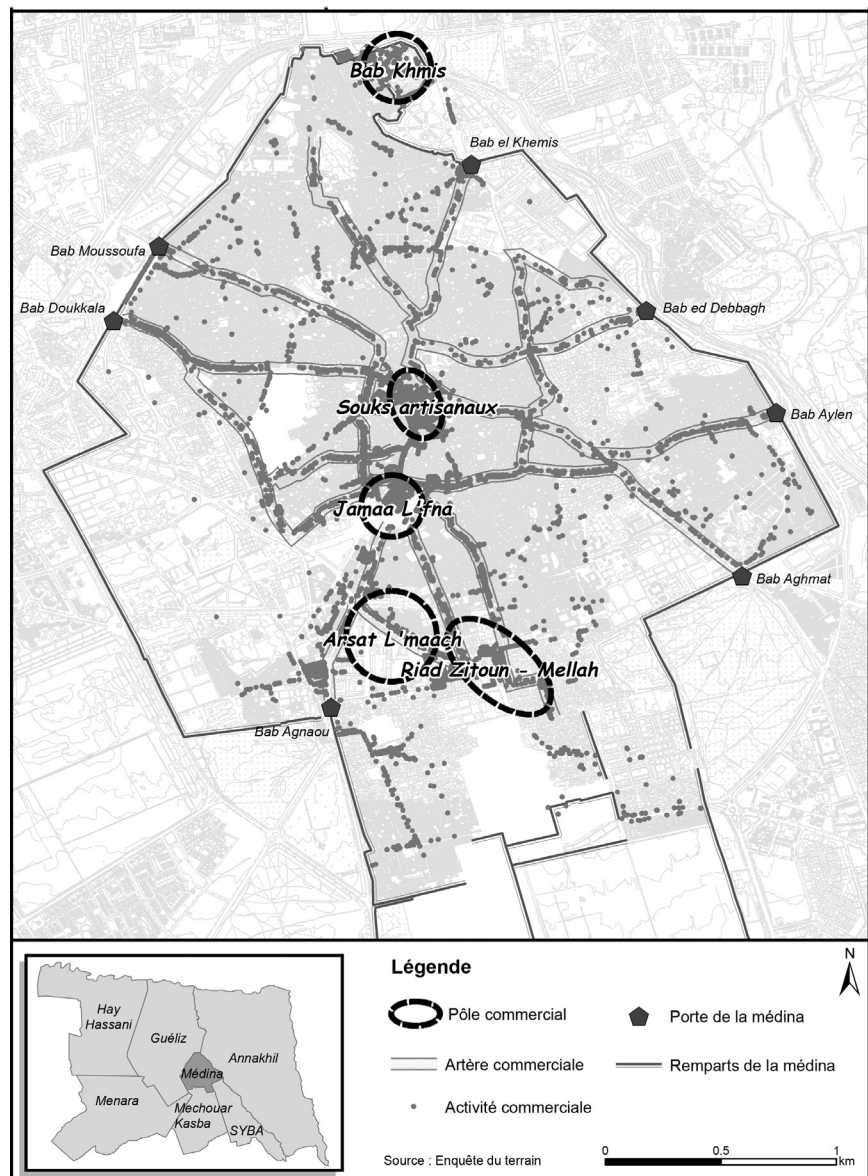 Bab Khmis
Bab el Khemis
Bab Moussoufa
Bab Doukkala
Bab ed Debbagh
Souks artisanaux
Bab Aylen
Jamaa L'fna
Bab Aghmat
Arsat L'maach
Riad Zitoun - Mellah
Bab Agnaou
Hay
Hassani
Guéliz
Annakhil
Médina
Menara
Mechouar
Kasba
SYBA
Légende
N
Pôle commercial
Porte de la médina
Artère commerciale
Remparts de la médina
Activité commerciale
Source : Enquête du terrain
0 0.5 1
km